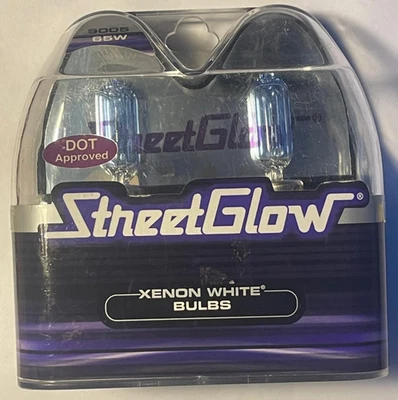 9005
65W
StreetGlow
DOT
Approved
StreetGlow®
XENON WHITE®
BULBS